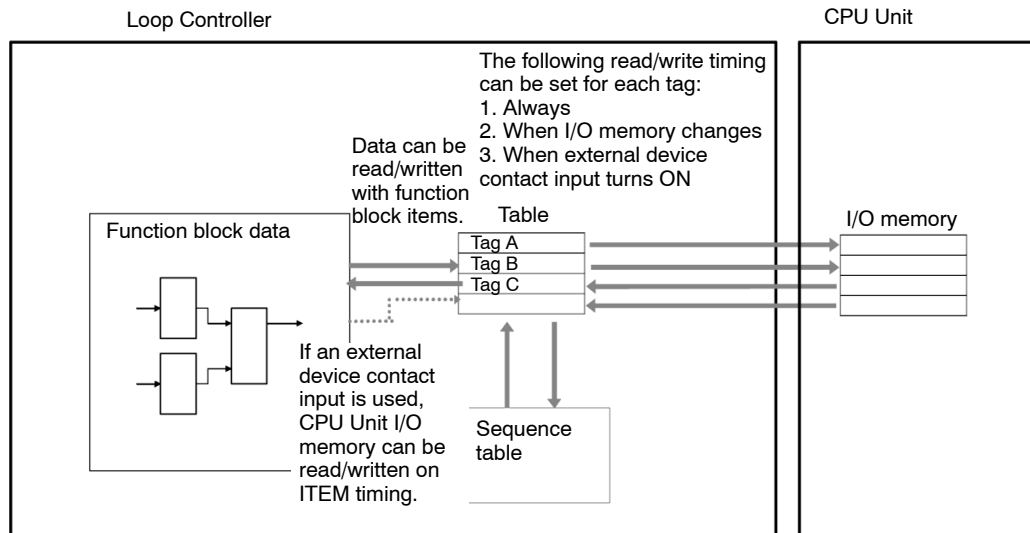 Loop Controller
CPU Unit
The following read/write timing
can be set for each tag:
1. Always
2. When I/O memory changes
3. When external device
contact input turns ON
Data can be
read/written
with function
block items.
Table
Function block data
I/O memory
Tag A
Tag B
Tag C
If an external
device contact
input is used,
CPU Unit I/O
memory can be
read/written on
ITEM timing.
Sequence
table